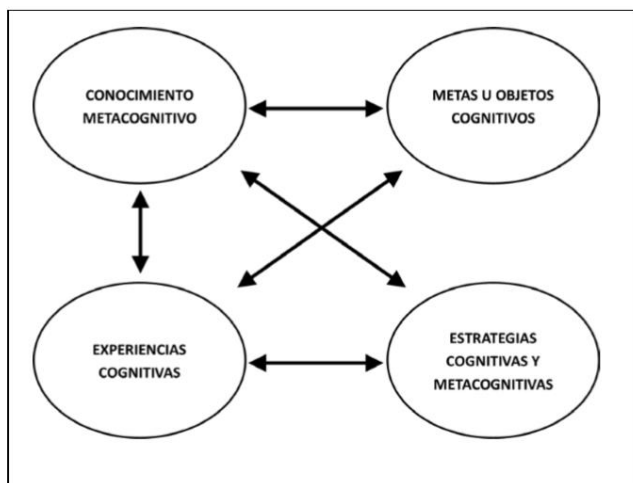 CONOCIMIENTO
METACOGNITIVO
METAS U OBJETOS
COGNITIVOS
EXPERIENCIAS
COGNITIVAS
ESTRATEGIAS
COGNITIVAS Y
METACOGNITIVAS